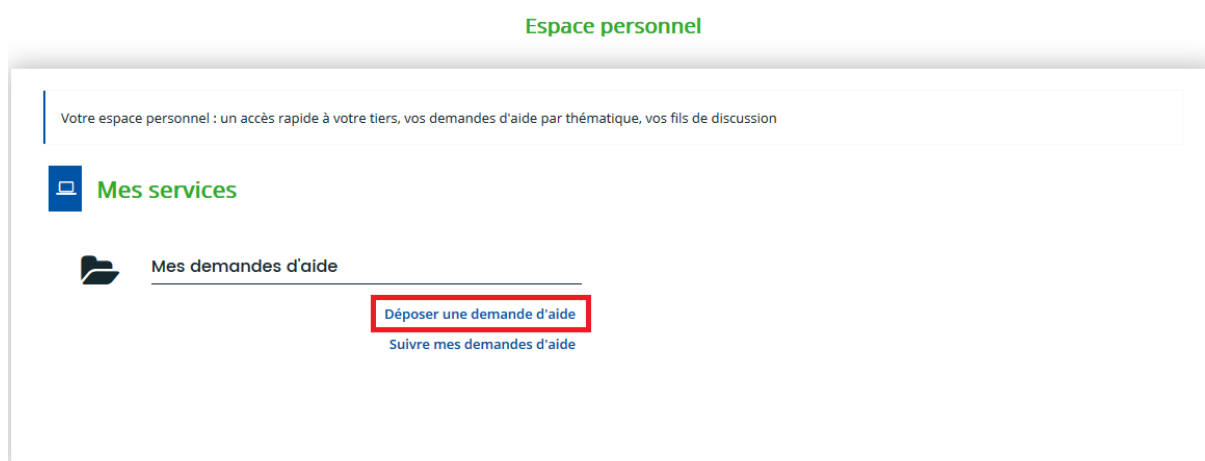 Espace personnel
Votre espace personnel : un accès rapide à votre tiers, vos demandes d'aide par thématique, vos fils de discussion
Mes services
Mes demandes d'aide
Déposer une demande d'aide
Suivre mes demandes d'aide